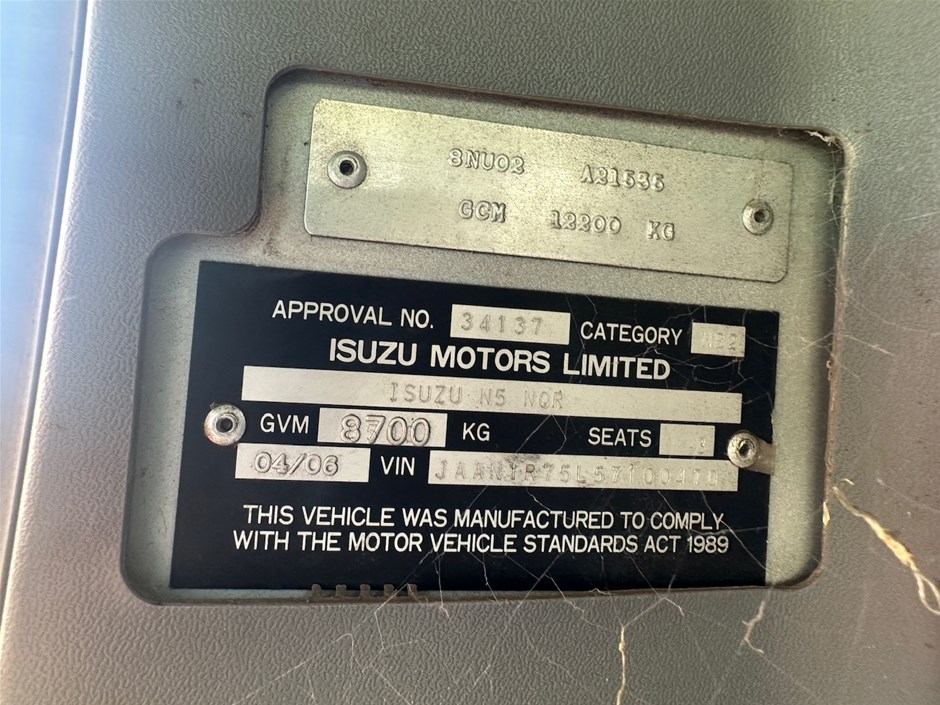 8NU02 A21535
GCM 12200 KG
APPROVAL NO. 34137 CATEGORY
ISUZU MOTORS LIMITED
ISUZU N5 NQR
GVM 8700 KG SEATS
04/06 VIN
THIS VEHICLE WAS MANUFACTURED TO COMPLY
WITH THE MOTOR VEHICLE STANDARDS ACT 1989